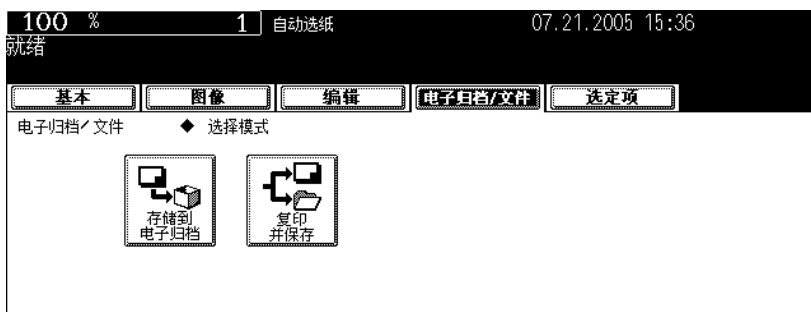 100 % 1 自动选纸 07.21.2005 15:36
就绪
基本 图像 编辑 电子归档/文件 选定项
电子归档/文件 ◆ 选择模式
存储到 复印
电子归档 并保存